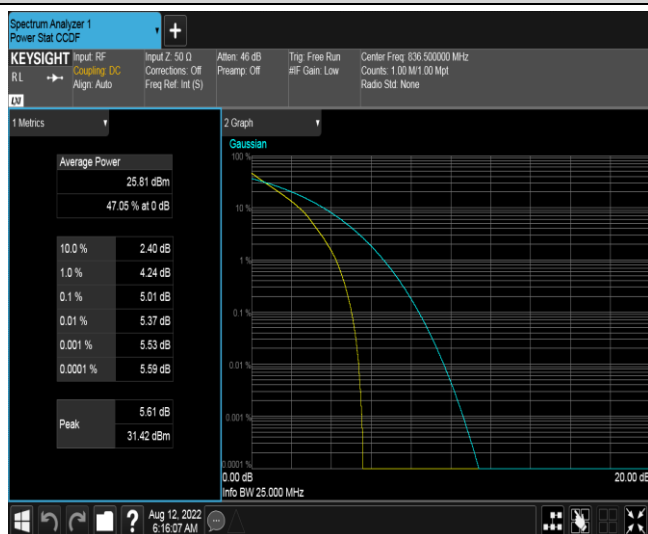 Spectrum Analyzer 1
Power Stat CCDF
+
KEYSIGHT
RL
LXI
Input: RF
Coupling: DC
Align: Auto
Input Z: 50 Ω
Corrections: Off
Freq Ref: Int (S)
Atten: 46 dB
Preamp: Off
Trig: Free Run
#IF Gain: Low
Center Freq: 836.500000 MHz
Counts: 1.00 M/1.00 Mpt
Radio Std: None
1 Metrics
Average Power
25.81 dBm
47.05 % at 0 dB
10.0 % 2.40 dB
1.0 % 4.24 dB
0.1 % 5.01 dB
0.01 % 5.37 dB
0.001 % 5.53 dB
0.0001 % 5.59 dB
Peak
5.61 dB
31.42 dBm
2 Graph
Gaussian
100 %
10 %
1 %
0.1 %
0.01 %
0.001 %
0.0001 %
0.00 dB 20.00 dB
Info BW 25.000 MHz
?
Aug 12, 2022
6:16:07 AM